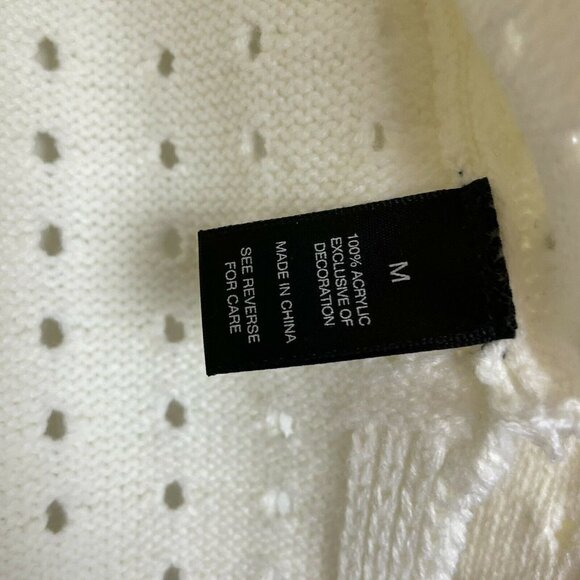 M
100% ACRYLIC
EXCLUSIVE OF
DECORATION
MADE IN CHINA
SEE REVERSE
FOR CARE